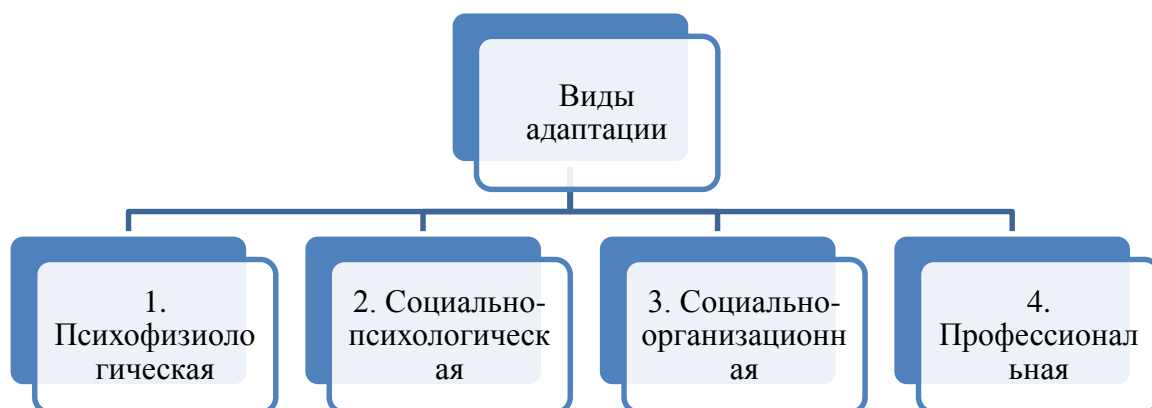 Виды
адаптации
1.
Психофизиоло
гическая
2. Социально-
психологическ
ая
3. Социально-
организационн
ая
4.
Профессионал
ьная